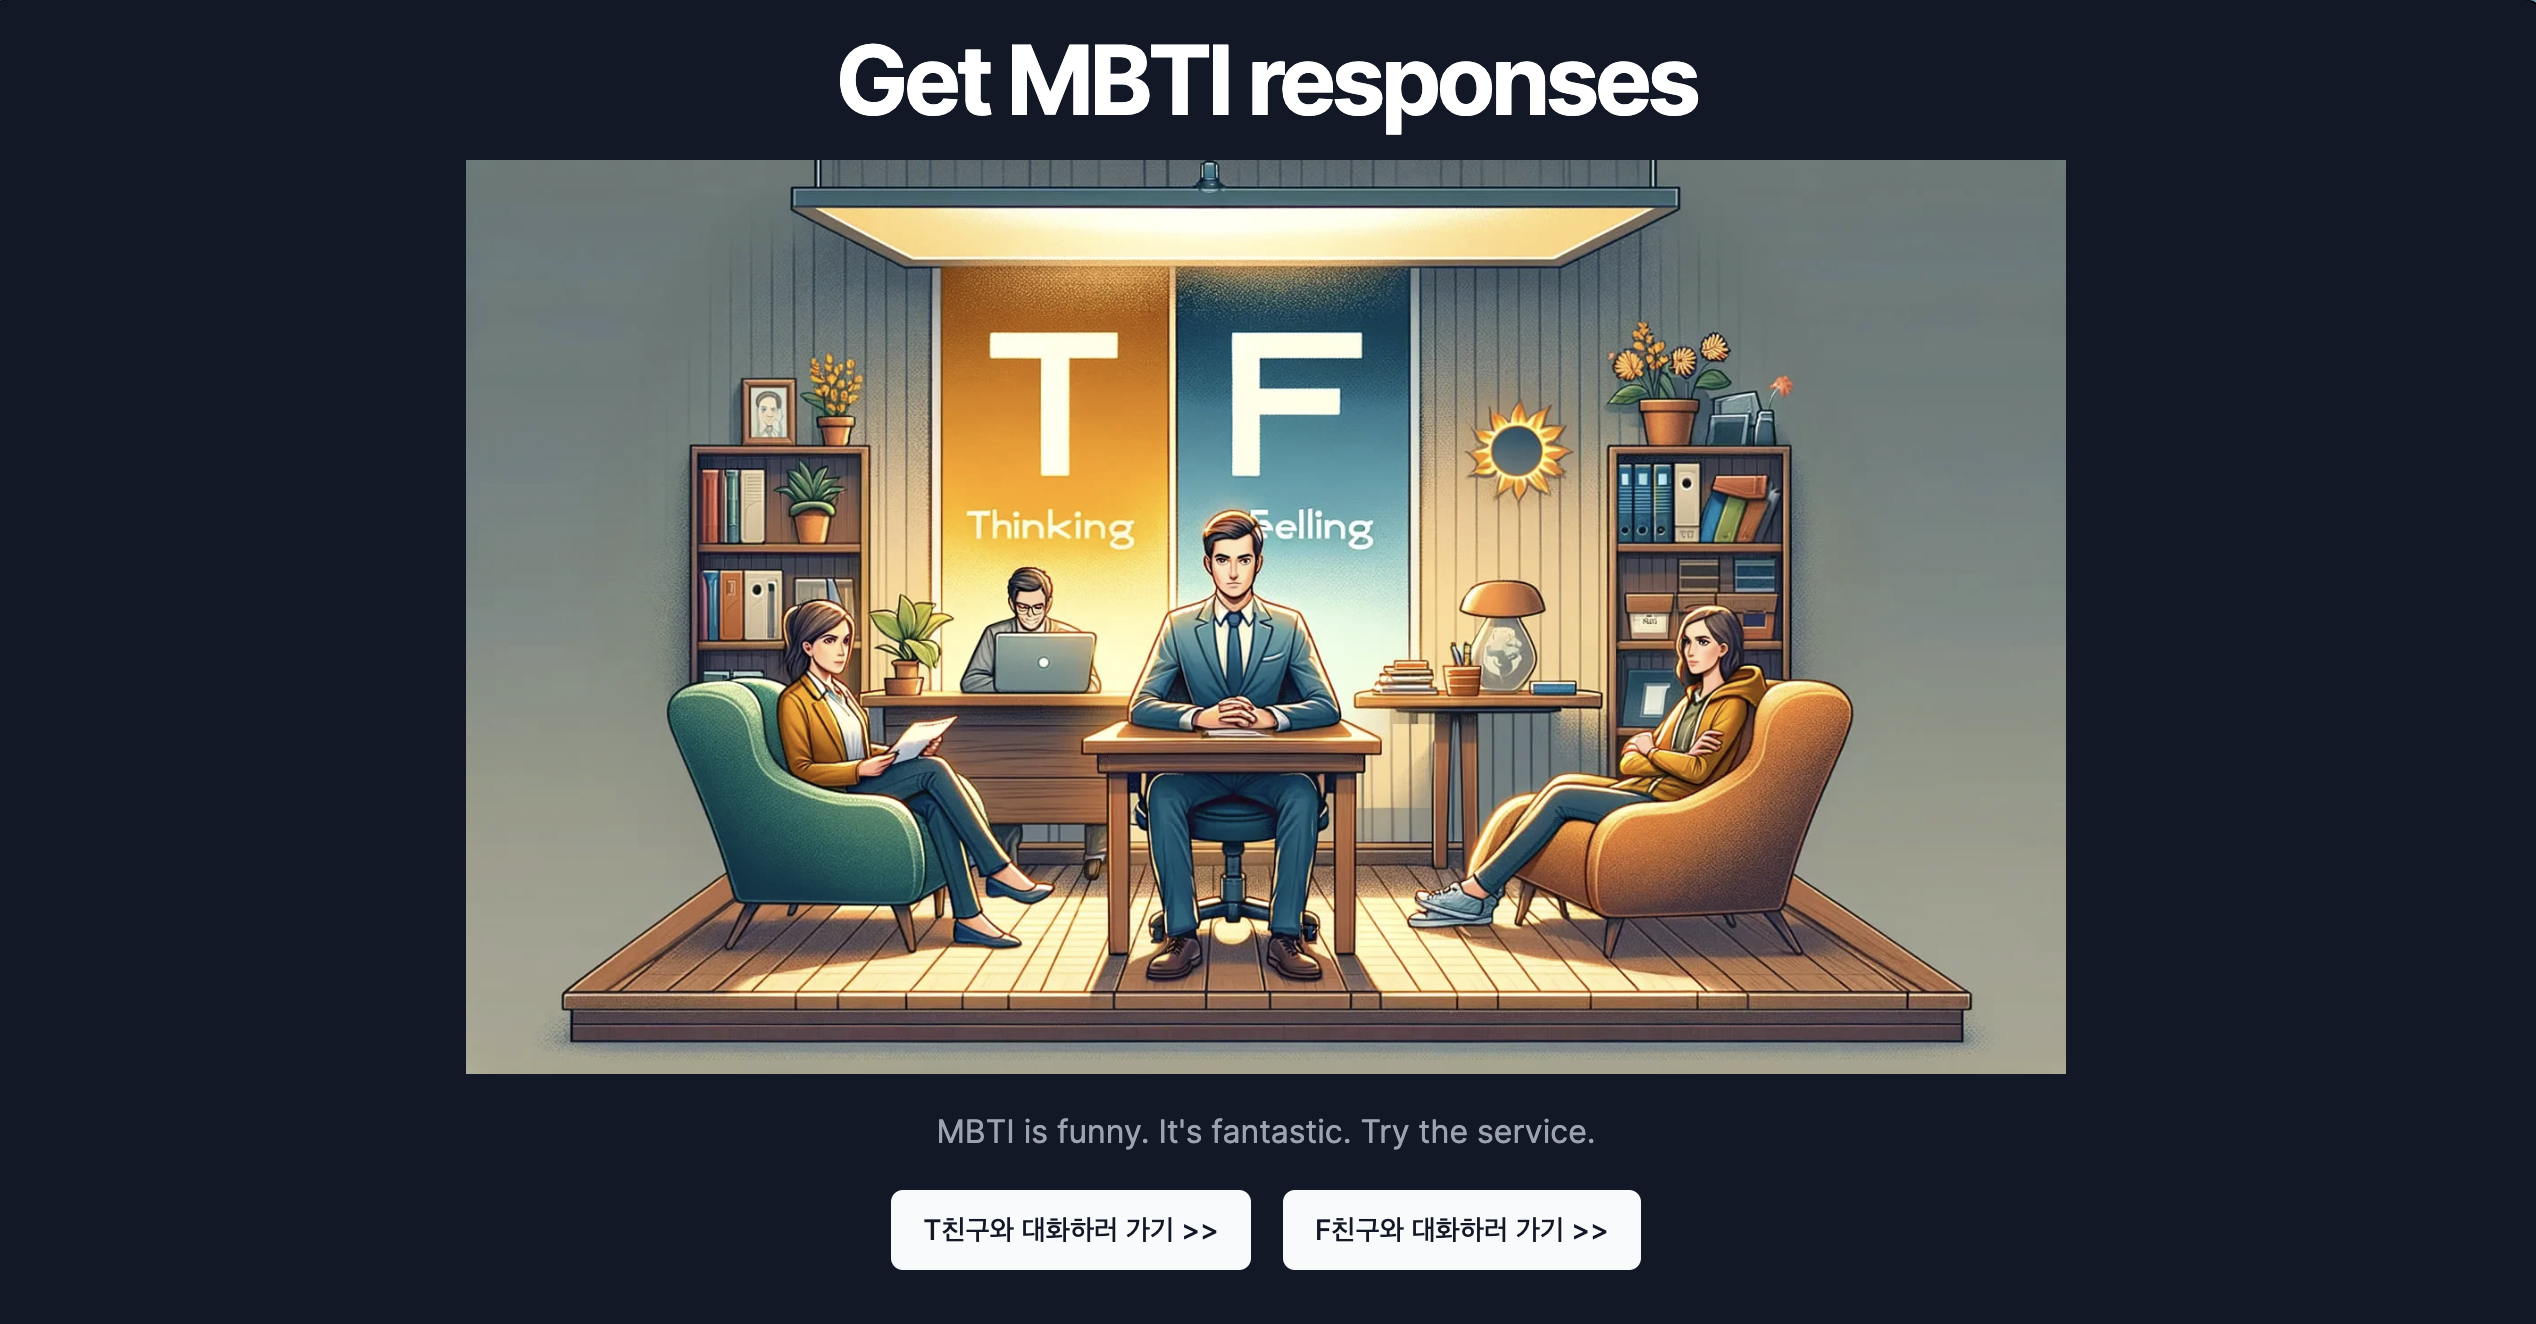 Get MBTI responses
T F
Thinking Felling
MBTI is funny. It's fantastic. Try the service.
T친구와 대화하러 가기 >> F친구와 대화하러 가기 >>